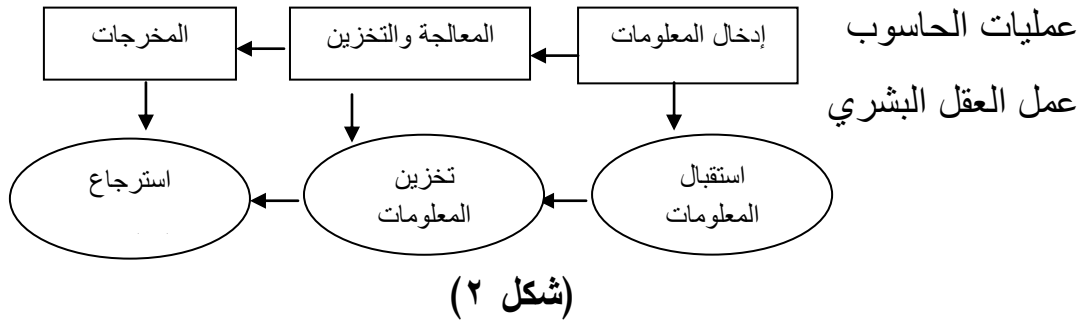 عمليات الحاسوب
إدخال المعلومات
المعالجة والتخزين
المخرجات
عمل العقل البشري
استقبال
المعلومات
تخزين
المعلومات
استرجاع
(شكل ٢)